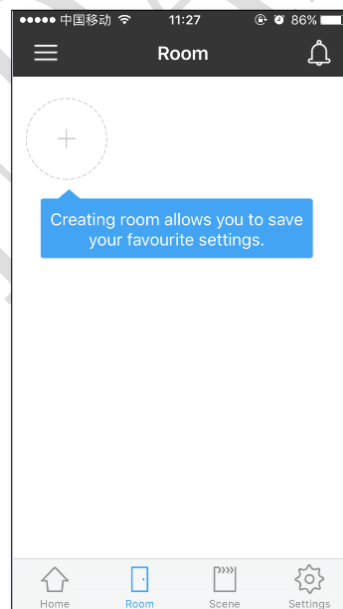 中国移动 11:27 86%
Room
Creating room allows you to save
your favourite settings.
Home Room Scene Settings